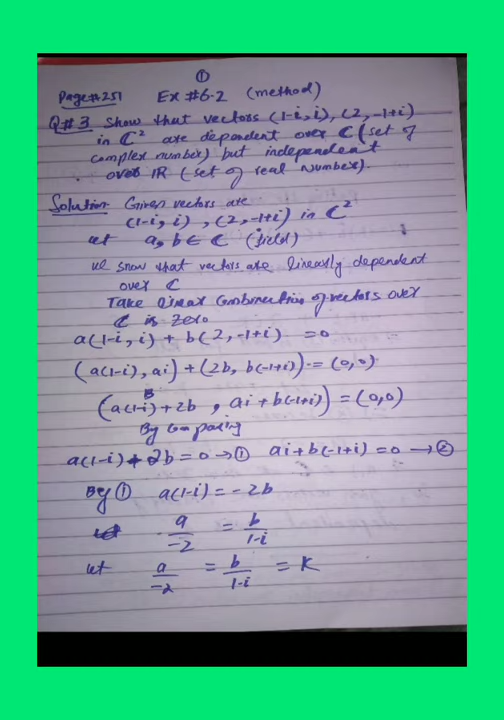 ①
Page # 251 Ex #6.2 (method)
Q# 3 Show that vectors (1-i, i), (2, -1+i)
in C² are dependent over C (set of
complex number) but independent
over IR (set of real number).
Solution Given vectors are
(1-i, i), (2, -1+i) in C²
let a, b ∈ C (field)
we show that vectors are linearly dependent
over C
Take linear Combination of vectors over
C is zero
a(1-i, i) + b(2, -1+i) = 0
(a(1-i), ai) + (2b, b(-1+i)) = (0,0)
(a(1-i) + 2b, ai + b(-1+i)) = (0,0)
By Comparing
a(1-i) + 2b = 0 → ① ai + b(-1+i) = 0 → ②
By ① a(1-i) = -2b
a/-2 = b/1-i
let a/-2 = b/1-i = K